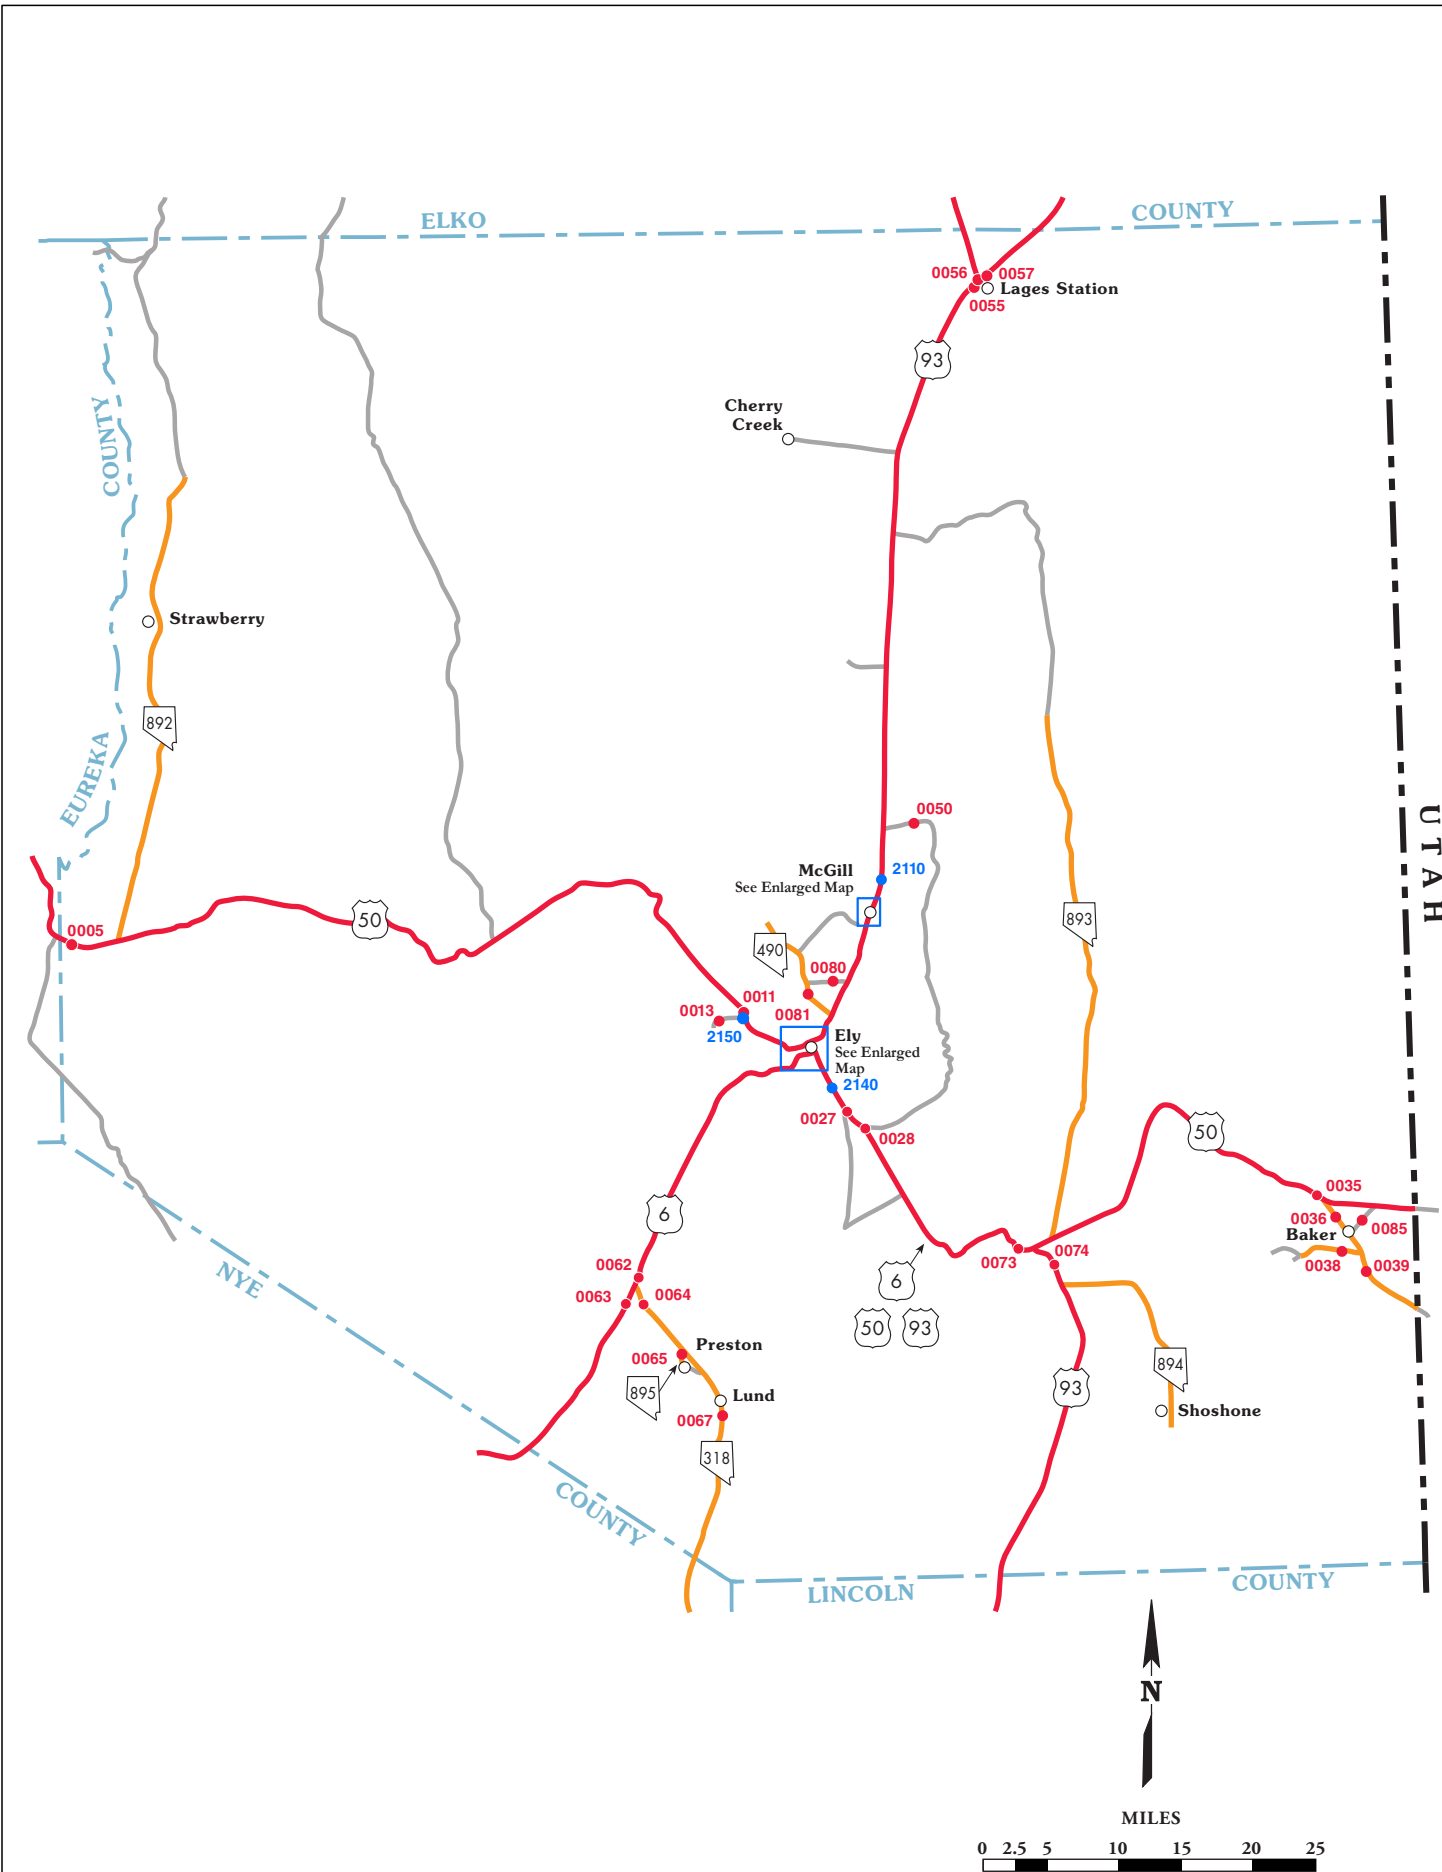 ELKO
COUNTY
0056
0057
Lages Station
0055
93
Cherry
Creek
COUNTY
Strawberry
892
EUREKA
UTAH
0050
2110
McGill
See Enlarged Map
893
50
0005
490
0080
0011
0013
0081
2150
Ely
See Enlarged
Map
2140
0027
0028
50
0035
0036
0085
Baker
0038
0039
6
0073
0074
NYE
0062
6
50
93
0063
0064
Preston
0065
895
894
93
Lund
Shoshone
0067
318
COUNTY
LINCOLN
COUNTY
N
MILES
0 2.5 5 10 15 20 25